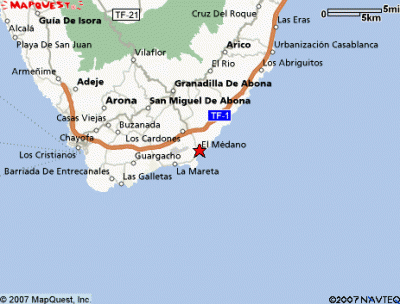 MAPQUEST
Guía De Isora
TF-21
Cruz Del Roque
Las Eras
5mi
5km
Alcalá
Playa De San Juan
Vilaflor
Arico
Urbanización Casablanca
El Río
Los Abriguitos
Armeñime
Adeje
Granadilla De Abona
Arona
San Miguel De Abona
Casas Viejas
Buzanada
TF-1
Chayofa
Los Cardones
El Médano
Los Cristianos
Guargacho
Barriada De Entrecanales
La Mareta
Las Galletas
© 2007 MapQuest, Inc.
©2007 NAVTEQ